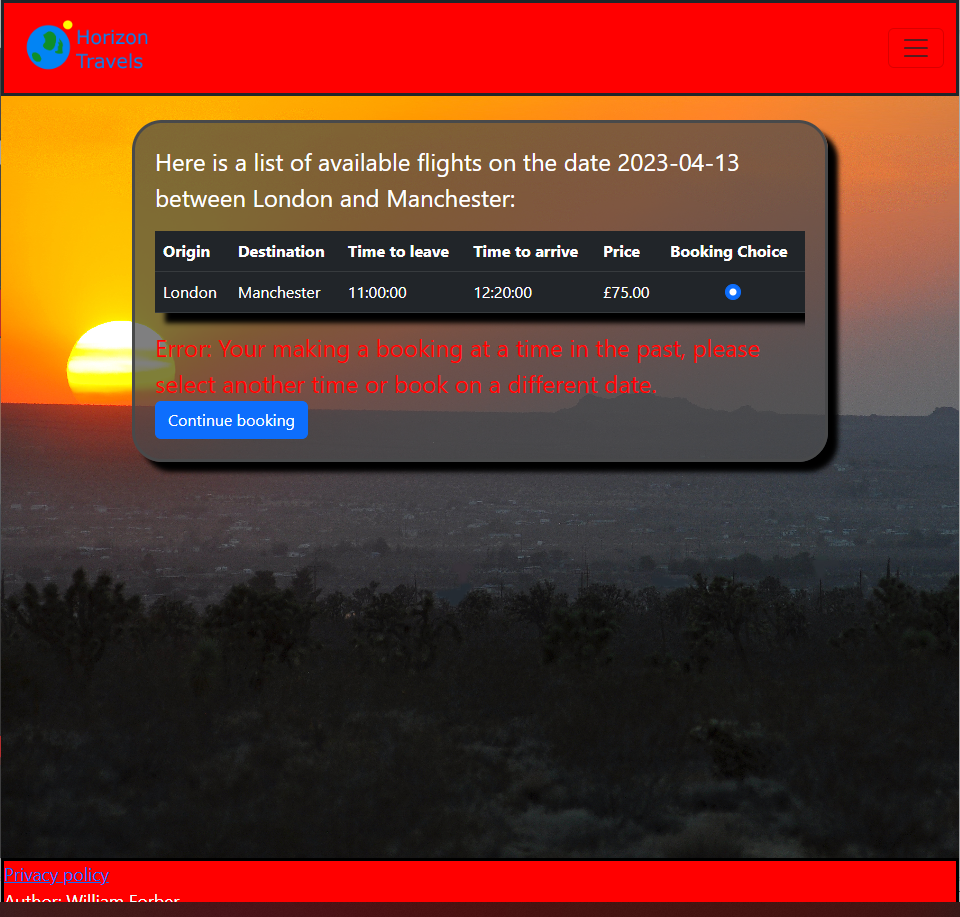 Horizon
Travels
Here is a list of available flights on the date 2023-04-13
between London and Manchester:
Origin Destination Time to leave Time to arrive Price Booking Choice
London Manchester 11:00:00 12:20:00 £75.00
Error: Your making a booking at a time in the past, please
select another time or book on a different date.
Continue booking
Privacy policy
Author: William Forber